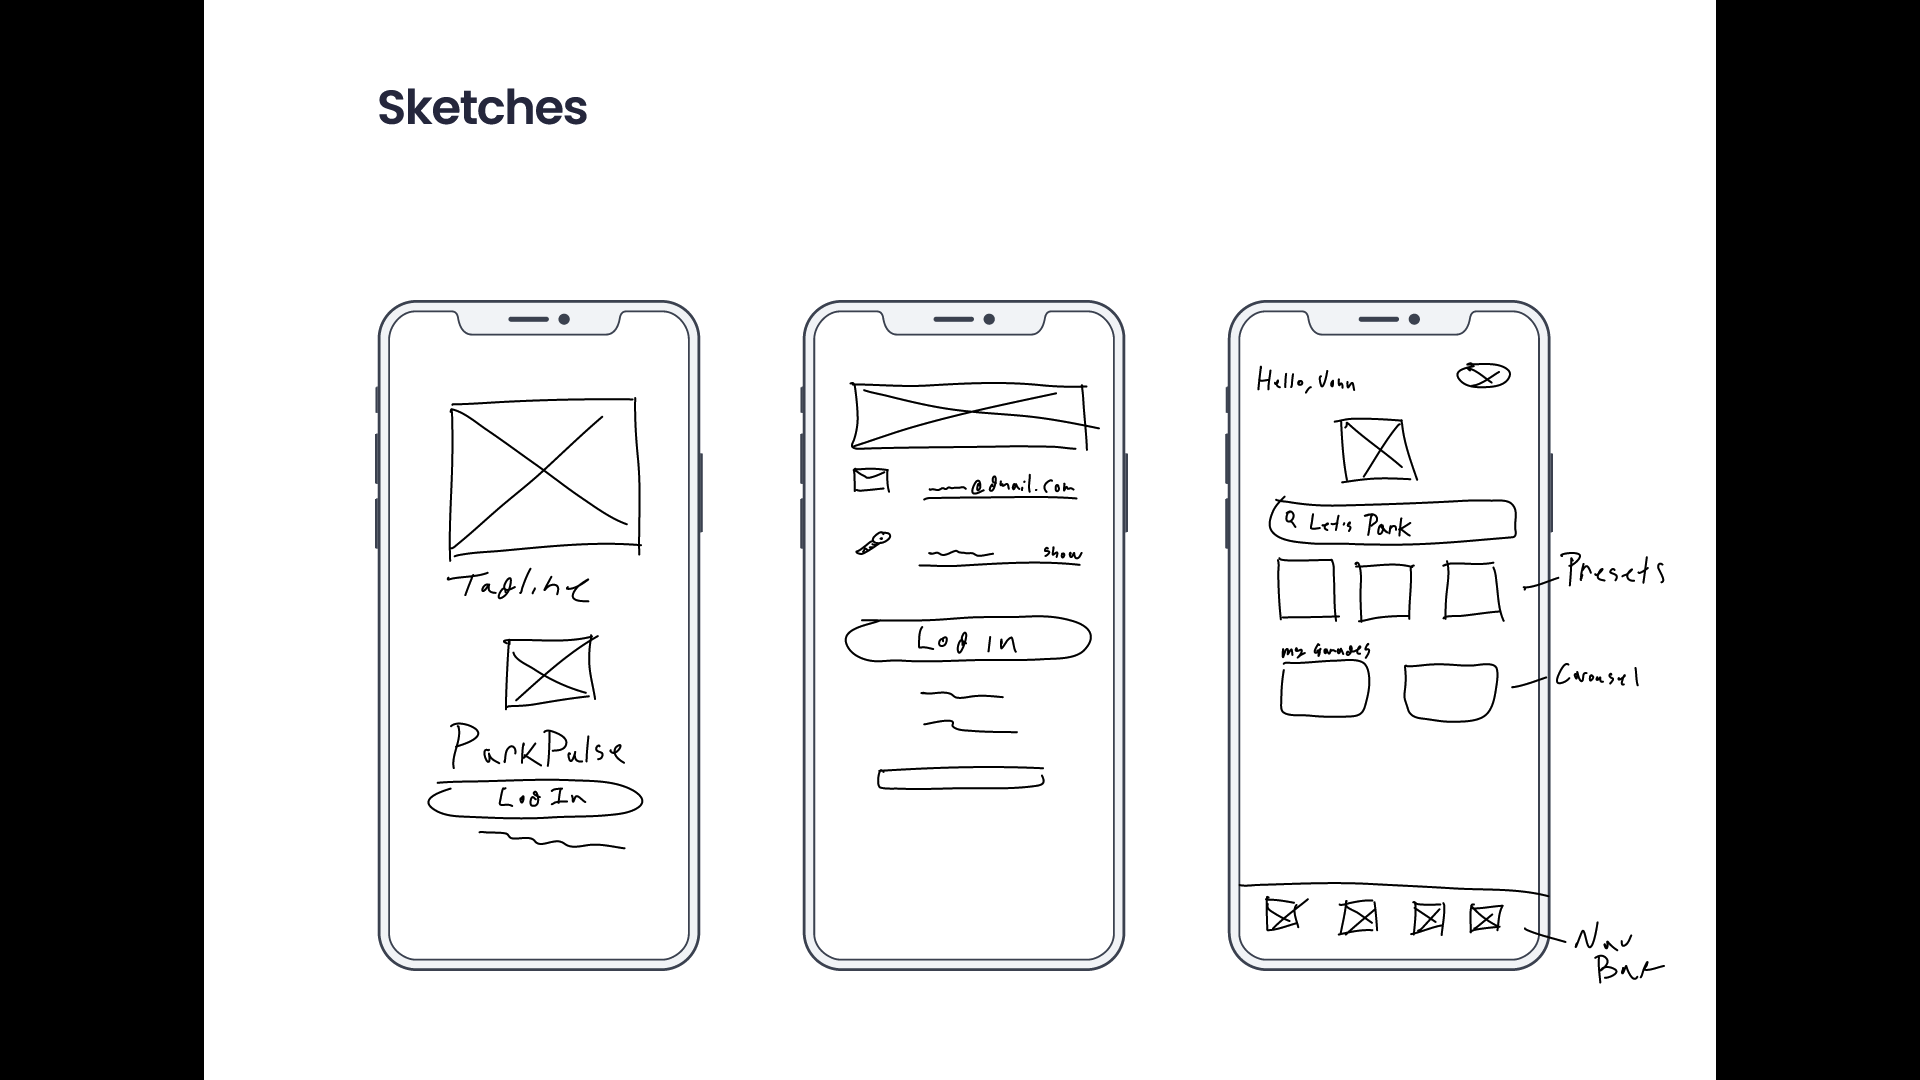 Sketches
Tagline
ParkPulse
Log In
@gmail.com
show
Log in
Hello, John
Let's Park
Presets
my Garages
Carousel
Nav
Bar